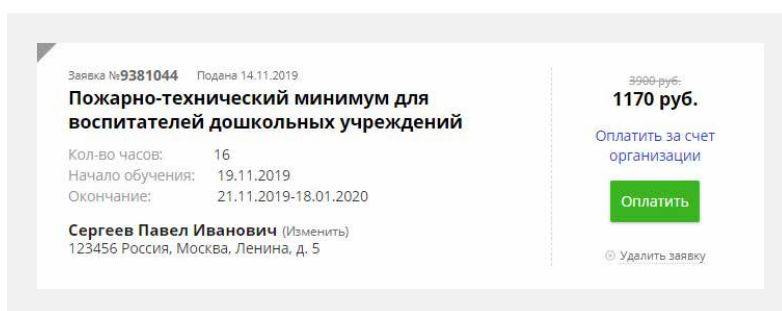 Заявка №9381044 Подана 14.11.2019
Пожарно-технический минимум для
воспитателей дошкольных учреждений
Кол-во часов: 16
Начало обучения: 19.11.2019
Окончание: 21.11.2019-18.01.2020
Сергеев Павел Иванович (Изменить)
123456 Россия, Москва, Ленина, д. 5
3900 руб.
1170 руб.
Оплатить за счет
организации
Оплатить
Удалить заявку